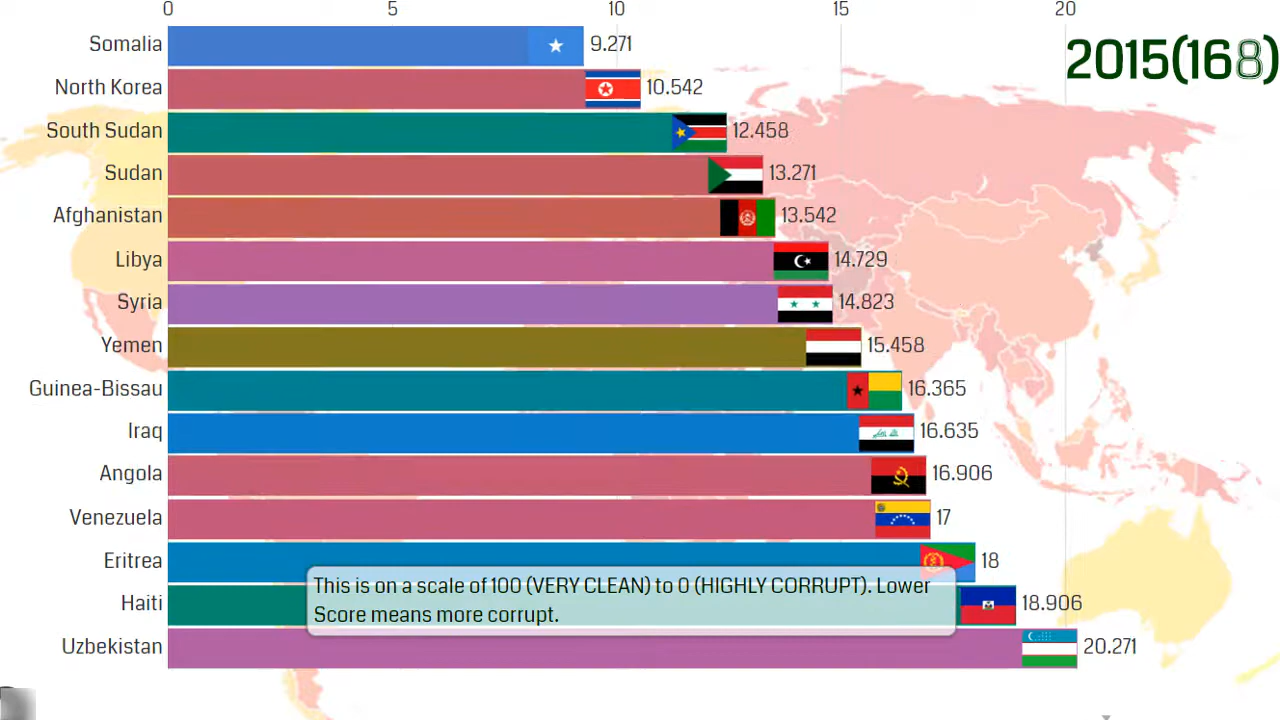 0 5 10 15 20
2015(168)
Somalia 9.271
North Korea 10.542
South Sudan 12.458
Sudan 13.271
Afghanistan 13.542
Libya 14.729
Syria 14.823
Yemen 15.458
Guinea-Bissau 16.365
Iraq 16.635
Angola 16.906
Venezuela 17
Eritrea 18
This is on a scale of 100 (VERY CLEAN) to 0 (HIGHLY CORRUPT). Lower
Haiti 18.906
Score means more corrupt.
Uzbekistan 20.271